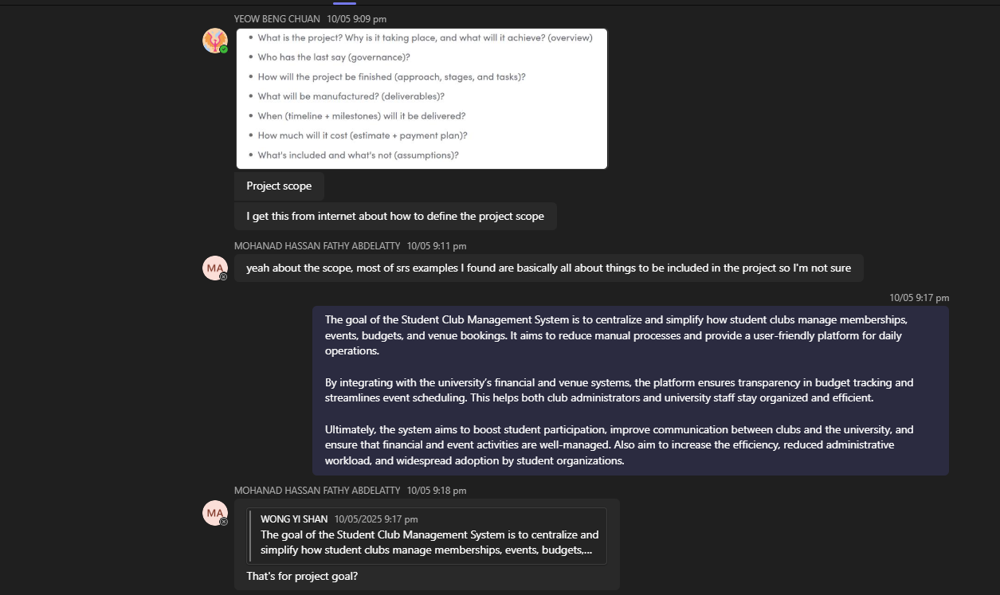 YEOW BENG CHUAN 10/05 9:09 pm
• What is the project? Why is it taking place, and what will it achieve? (overview)
• Who has the last say (governance)?
• How will the project be finished (approach, stages, and tasks)?
• What will be manufactured? (deliverables)?
• When (timeline + milestones) will it be delivered?
• How much will it cost (estimate + payment plan)?
• What's included and what's not (assumptions)?
Project scope
I get this from internet about how to define the project scope
MOHANAD HASSAN FATHY ABDELATTY 10/05 9:11 pm
MA
yeah about the scope, most of srs examples I found are basically all about things to be included in the project so I'm not sure
10/05 9:17 pm
The goal of the Student Club Management System is to centralize and simplify how student clubs manage memberships,
events, budgets, and venue bookings. It aims to reduce manual processes and provide a user-friendly platform for daily
operations.
By integrating with the university’s financial and venue systems, the platform ensures transparency in budget tracking and
streamlines event scheduling. This helps both club administrators and university staff stay organized and efficient.
Ultimately, the system aims to boost student participation, improve communication between clubs and the university, and
ensure that financial and event activities are well-managed. Also aim to increase the efficiency, reduced administrative
workload, and widespread adoption by student organizations.
MOHANAD HASSAN FATHY ABDELATTY 10/05 9:18 pm
MA
WONG YI SHAN 10/05/2025 9:17 pm
The goal of the Student Club Management System is to centralize and
simplify how student clubs manage memberships, events, budgets,...
That's for project goal?